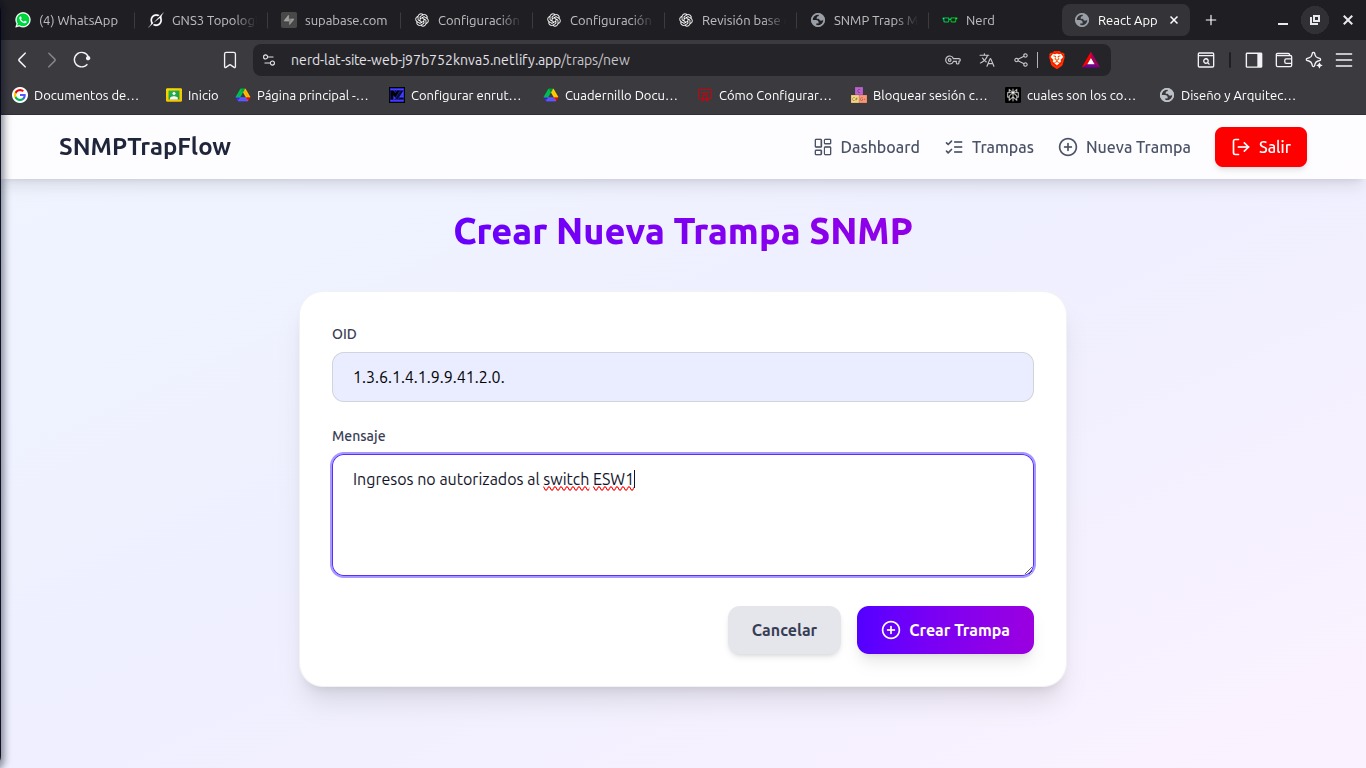 (4) WhatsApp
GNS3 Topolog
supabase.com
Configuración
Configuración
Revisión base
SNMP Traps M
Nerd
React App
nerd-lat-site-web-j97b752knva5.netlify.app/traps/new
Documentos de...
Inicio
Página principal -...
Configurar enrut...
Cuadernillo Docu...
Cómo Configurar...
Bloquear sesión c...
cuales son los co...
Diseño y Arquitec...
SNMPTrapFlow
Dashboard
Trampas
Nueva Trampa
Salir
Crear Nueva Trampa SNMP
OID
1.3.6.1.4.1.9.9.41.2.0.
Mensaje
Ingresos no autorizados al switch ESW1
Cancelar
Crear Trampa